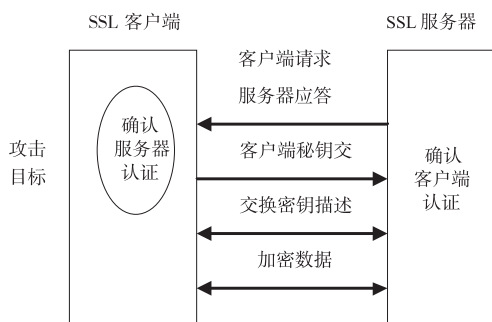 SSL 客户端
SSL 服务器
客户端请求
服务器应答
攻击
目标
确认
服务器
认证
客户端秘钥交
确认
客户端
认证
交换密钥描述
加密数据